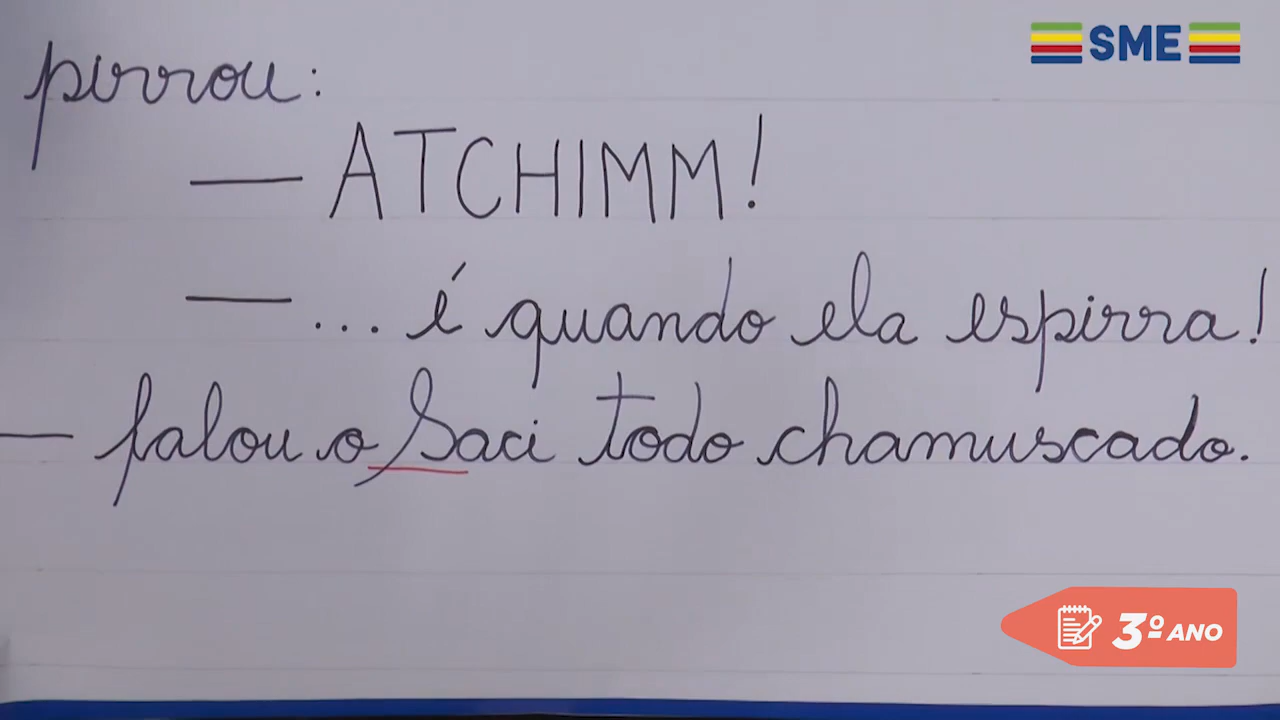 SME
pirrou:
— ATCHIMM!
— ... é quando ela espirra!
— falou o Saci todo chamuscado.
3º ANO